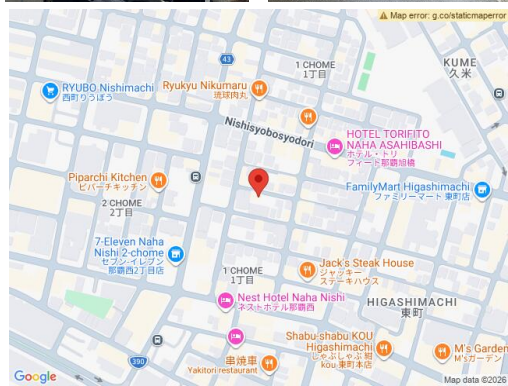 Map error: g.co/staticmaperror
43
1 CHOME
1丁目
KUME
久米
RYUBO Nishimachi
西町りうぼう
Ryukyu Nikumaru
琉球肉丸
Nishisyobosyodori
HOTEL TORIFITO
NAHA ASAHIBASHI
ホテル・トリ
フィート那覇旭橋
Piparchi Kitchen
ピパーチキッチン
FamilyMart Higashimachi
ファミリーマート 東町店
2 CHOME
2丁目
7-Eleven Naha
Nishi 2-chome
セブン-イレブン
那覇西2丁目店
1 CHOME
1丁目
Jack's Steak House
ジャッキー
ステーキハウス
Nest Hotel Naha Nishi
ネストホテル那覇西
HIGASHIMACHI
東町
Shabu-shabu KOU
Higashimachi
しゃぶしゃぶ 鮙
kou 東町本店
M's Garden
M'sガーデン
390
串焼車
Yakitori restaurant
Google
Map data ©2026